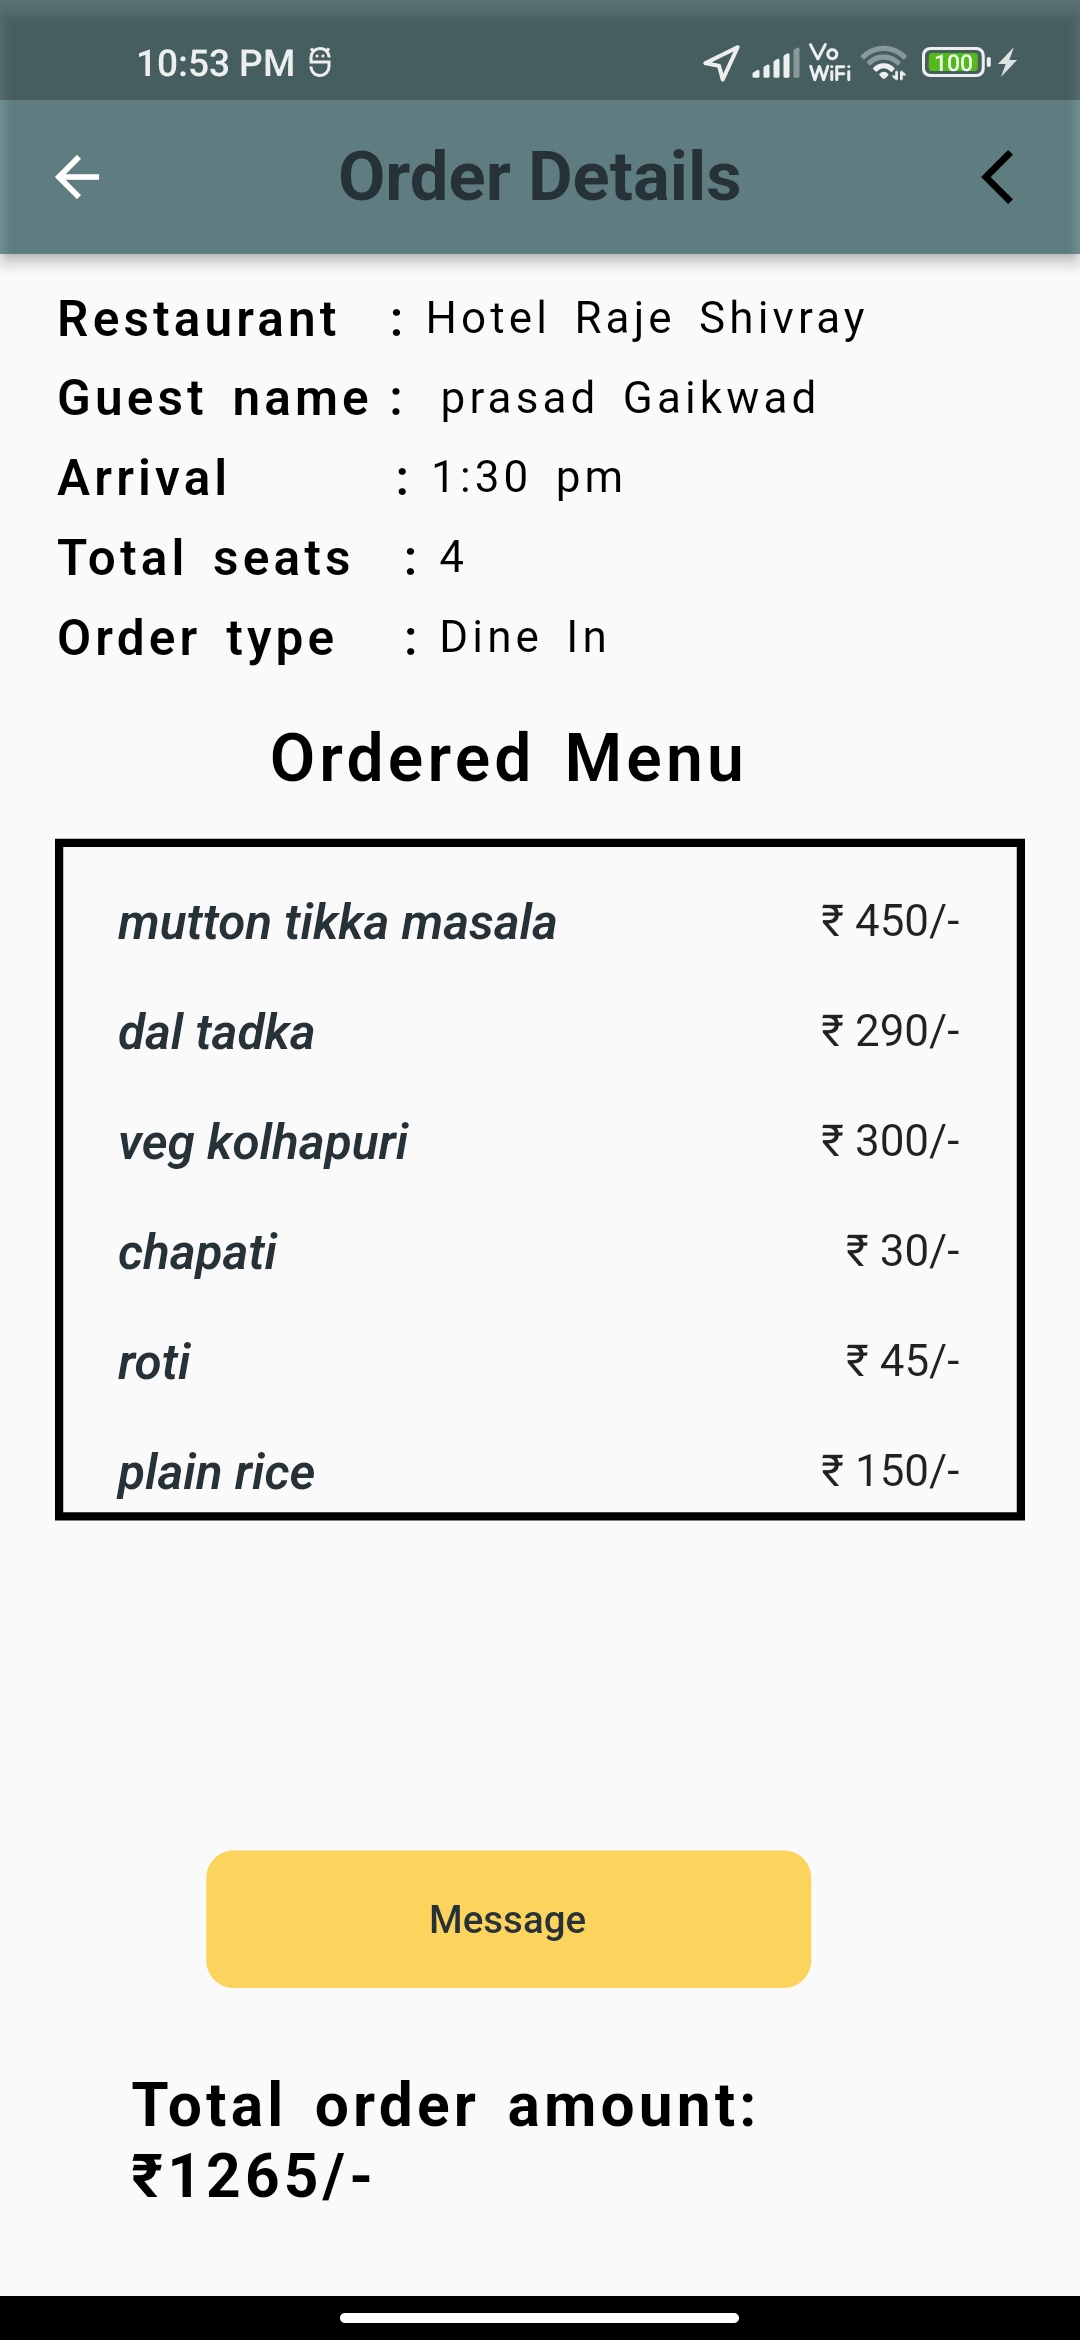 10:53 PM
Vo
WiFi
100
Order Details
Restaurant : Hotel Raje Shivray
Guest name : prasad Gaikwad
Arrival : 1:30 pm
Total seats : 4
Order type : Dine In
Ordered Menu
mutton tikka masala ₹ 450/-
dal tadka ₹ 290/-
veg kolhapuri ₹ 300/-
chapati ₹ 30/-
roti ₹ 45/-
plain rice ₹ 150/-
Message
Total order amount:
₹1265/-